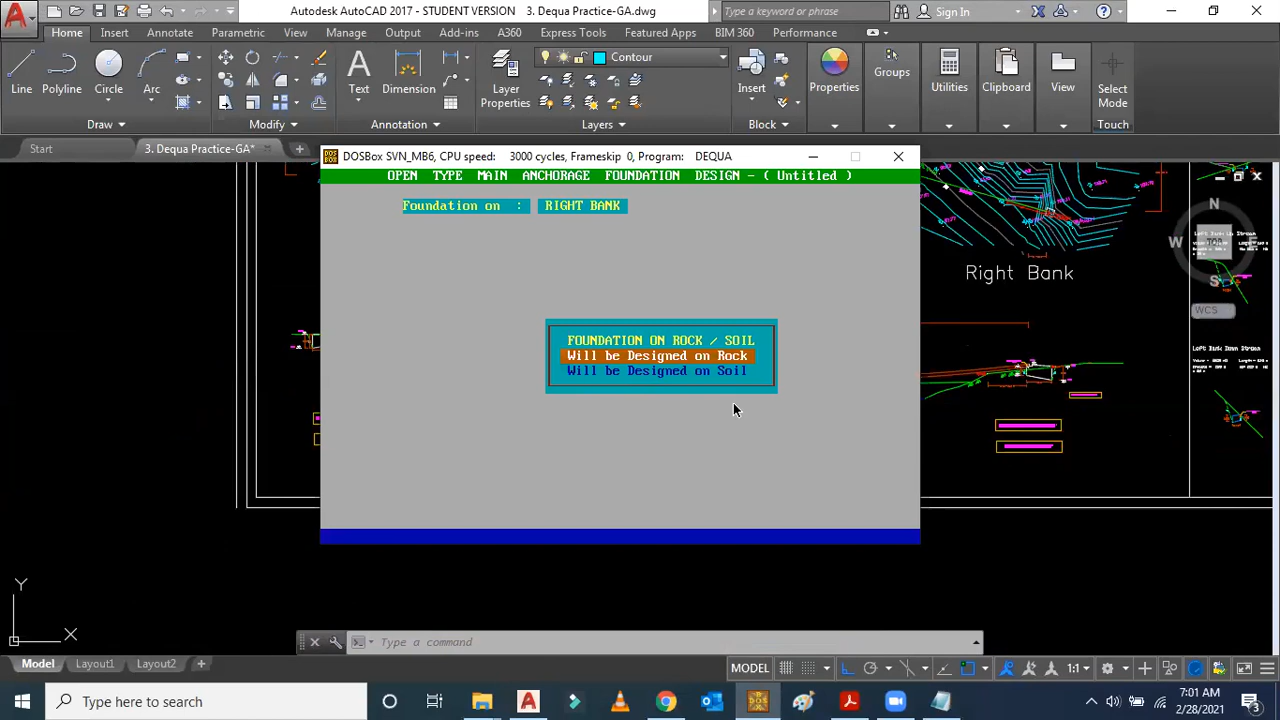 Autodesk AutoCAD 2017 - STUDENT VERSION 3. Dequa Practice-GA.dwg
Type a keyword or phrase
Sign In
Home Insert Annotate Parametric View Manage Output Add-ins A360 Express Tools Featured Apps BIM 360 Performance
Contour
Line Polyline Circle Arc
Text Dimension
Layer Properties
Insert
Properties
Groups
Utilities
Clipboard
View
Select Mode
Draw Modify Annotation Layers Block Touch
Start 3. Dequa Practice-GA*
DOSBox SVN_MB6, CPU speed: 3000 cycles, Frameskip 0, Program: DEQUA
OPEN TYPE MAIN ANCHORAGE FOUNDATION DESIGN - ( Untitled )
Foundation on : RIGHT BANK
FOUNDATION ON ROCK / SOIL
Will be Designed on Rock
Will be Designed on Soil
Right Bank
N
W
TOP
E
S
WCS
Y
X
Type a command
Model Layout1 Layout2
MODEL
1:1
Type here to search
7:01 AM
2/28/2021
3